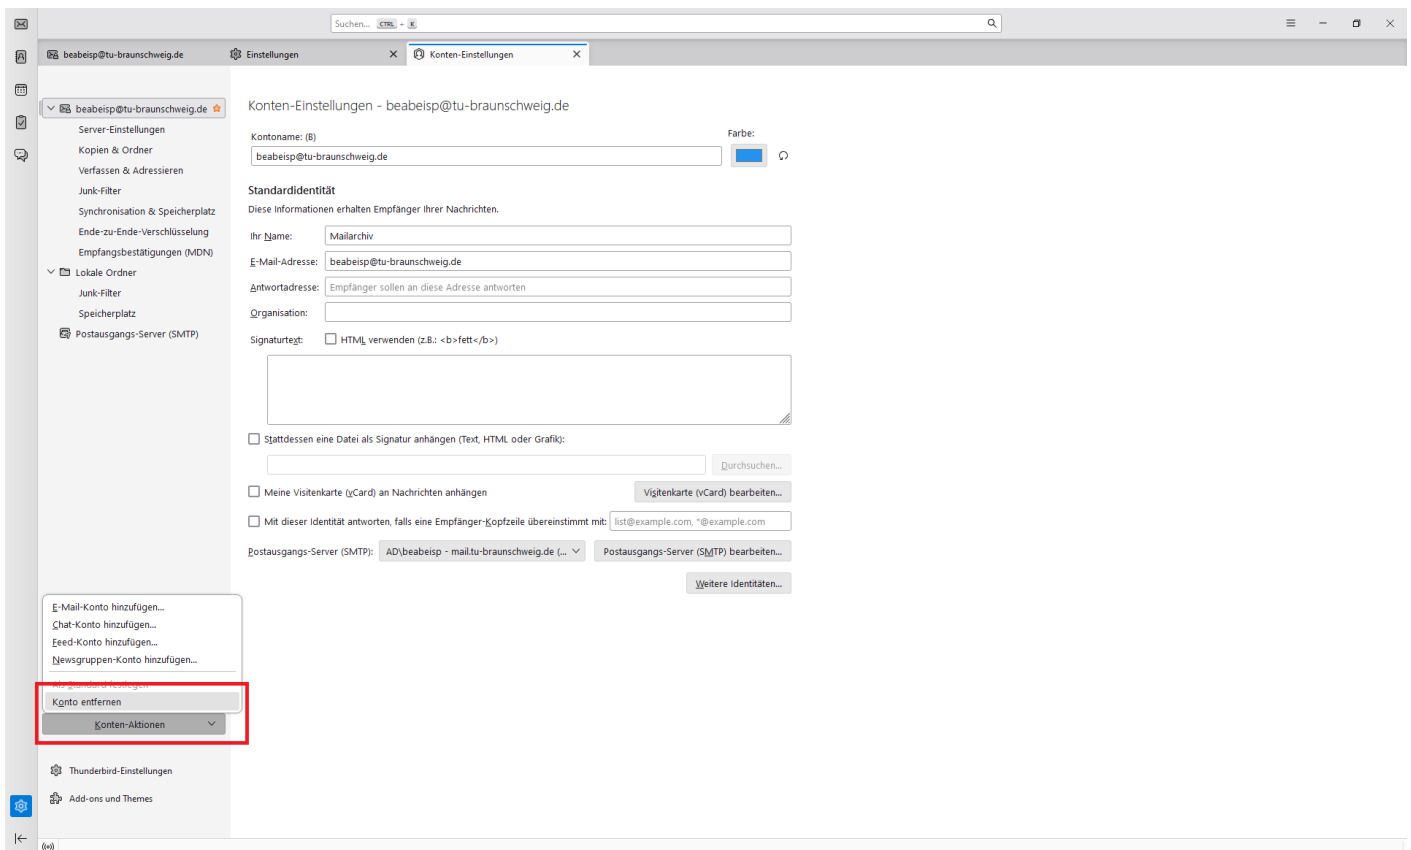 Suchen... CTRL + K
beabeisp@tu-braunschweig.de
Einstellungen
Konten-Einstellungen
beabeisp@tu-braunschweig.de
Server-Einstellungen
Kopien & Ordner
Verfassen & Adressieren
Junk-Filter
Synchronisation & Speicherplatz
Ende-zu-Ende-Verschlüsselung
Empfangsbestätigungen (MDN)
Lokale Ordner
Junk-Filter
Speicherplatz
Postausgangs-Server (SMTP)
Konten-Einstellungen - beabeisp@tu-braunschweig.de
Kontoname: (B)
Farbe:
beabeisp@tu-braunschweig.de
Standardidentität
Diese Informationen erhalten Empfänger Ihrer Nachrichten.
Ihr Name: Mailarchiv
E-Mail-Adresse: beabeisp@tu-braunschweig.de
Antwortadresse: Empfänger sollen an diese Adresse antworten
Organisation:
Signaturtext: HTML verwenden (z.B.: <b>fett</b>)
Stattdessen eine Datei als Signatur anhängen (Text, HTML oder Grafik):
Durchsuchen...
Meine Visitenkarte (vCard) an Nachrichten anhängen
Visitenkarte (vCard) bearbeiten...
Mit dieser Identität antworten, falls eine Empfänger-Kopfzeile übereinstimmt mit: list@example.com, *@example.com
Postausgangs-Server (SMTP): AD\beabeisp - mail.tu-braunschweig.de (...
Postausgangs-Server (SMTP) bearbeiten...
Weitere Identitäten...
E-Mail-Konto hinzufügen...
Chat-Konto hinzufügen...
Feed-Konto hinzufügen...
Newsgruppen-Konto hinzufügen...
Als Standard festlegen
Konto entfernen
Konten-Aktionen
Thunderbird-Einstellungen
Add-ons und Themes